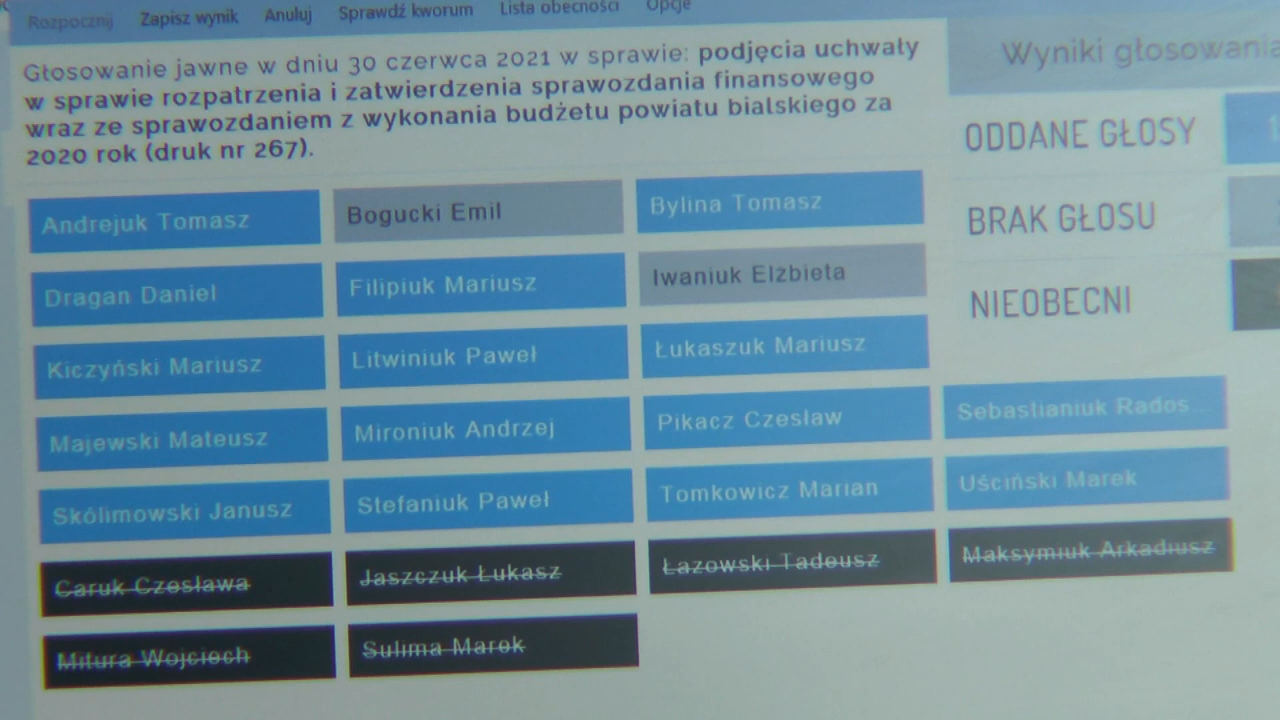 Rozpocznij Zapisz wynik Anuluj Sprawdź kworum Lista obecności Opcje
Głosowanie jawne w dniu 30 czerwca 2021 w sprawie: podjęcia uchwały
w sprawie rozpatrzenia i zatwierdzenia sprawozdania finansowego
wraz ze sprawozdaniem z wykonania budżetu powiatu bialskiego za
2020 rok (druk nr 267).
Wyniki głosowania
ODDANE GŁOSY
BRAK GŁOSU
NIEOBECNI
Andrejuk Tomasz Bogucki Emil Bylina Tomasz
Dragan Daniel Filipiuk Mariusz Iwaniuk Elżbieta
Kiczyński Mariusz Litwiniuk Paweł Łukaszuk Mariusz
Majewski Mateusz Mironiuk Andrzej Pikacz Czesław Sebastianiuk Rados...
Skólimowski Janusz Stefaniuk Paweł Tomkowicz Marian Uściński Marek
Caruk Czesława Jaszczuk Łukasz Łazowski Tadeusz Maksymiuk Arkadiusz
Mitura Wojciech Sulima Marek